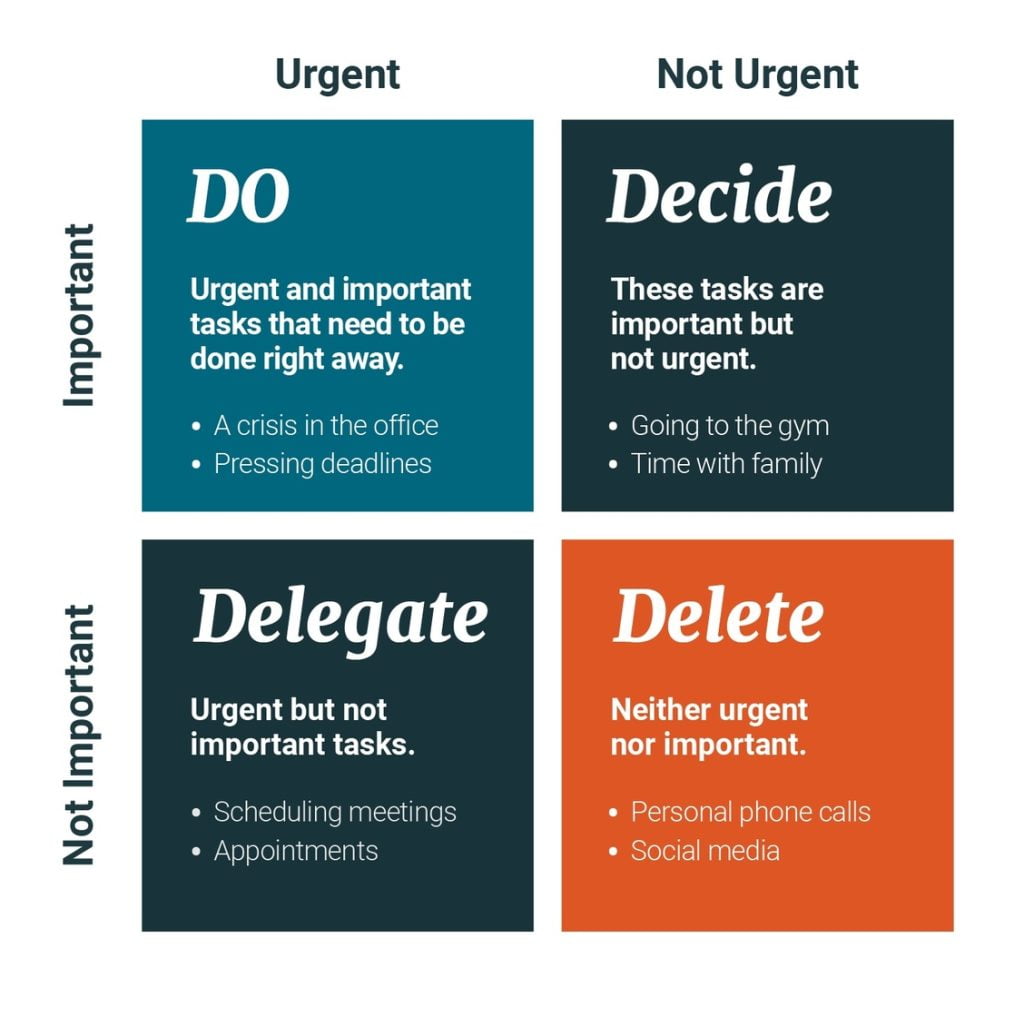 Urgent
Not Urgent
Important
DO
Urgent and important
tasks that need to be
done right away.
• A crisis in the office
• Pressing deadlines
Decide
These tasks are
important but
not urgent.
• Going to the gym
• Time with family
Not Important
Delegate
Urgent but not
important tasks.
• Scheduling meetings
• Appointments
Delete
Neither urgent
nor important.
• Personal phone calls
• Social media